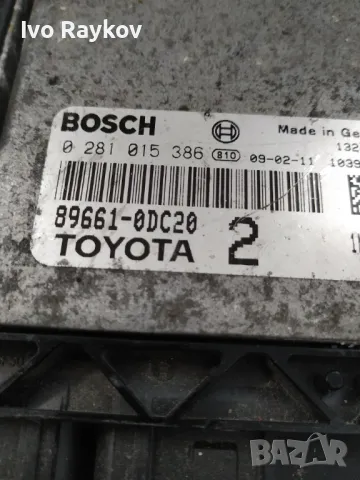 Ivo Raykov
BOSCH
Made in Ge
0 281 015 386 810 09-02-11 1039
132
89661-0DC20
TOYOTA 2
BAZAR